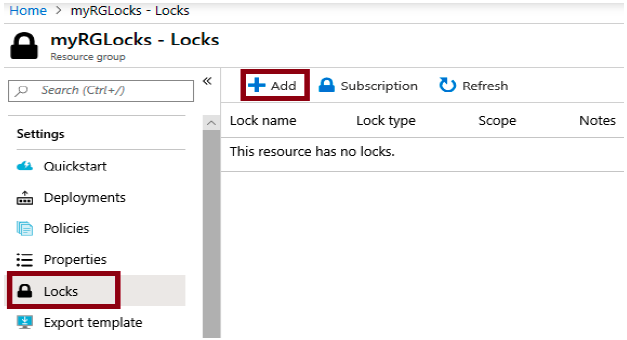 Home > myRGLocks - Locks
myRGLocks - Locks
Resource group
Search (Ctrl+/)
«
Settings
Quickstart
Deployments
Policies
Properties
Locks
Export template
+ Add Subscription Refresh
Lock name Lock type Scope Notes
This resource has no locks.